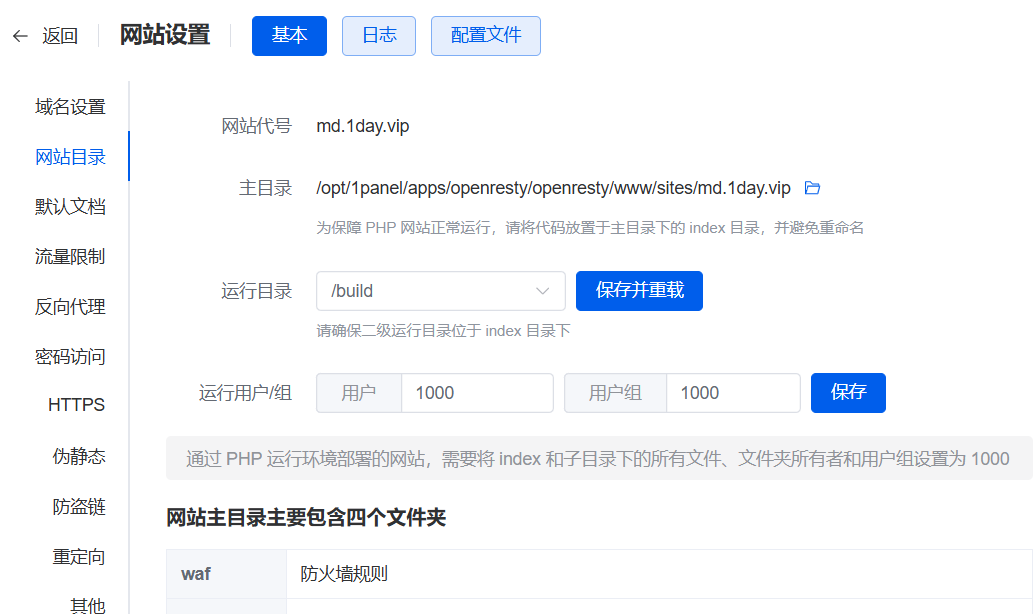 返回 网站设置 基本 日志 配置文件
域名设置
网站目录
默认文档
流量限制
反向代理
密码访问
HTTPS
伪静态
防盗链
重定向
其他
网站代号 md.1day.vip
主目录 /opt/1panel/apps/openresty/openresty/www/sites/md.1day.vip
为保障 PHP 网站正常运行，请将代码放置于主目录下的 index 目录，并避免重命名
运行目录 /build 保存并重载
请确保二级运行目录位于 index 目录下
运行用户/组 用户 1000 用户组 1000 保存
通过 PHP 运行环境部署的网站，需要将 index 和子目录下的所有文件、文件夹所有者和用户组设置为 1000
网站主目录主要包含四个文件夹
waf 防火墙规则